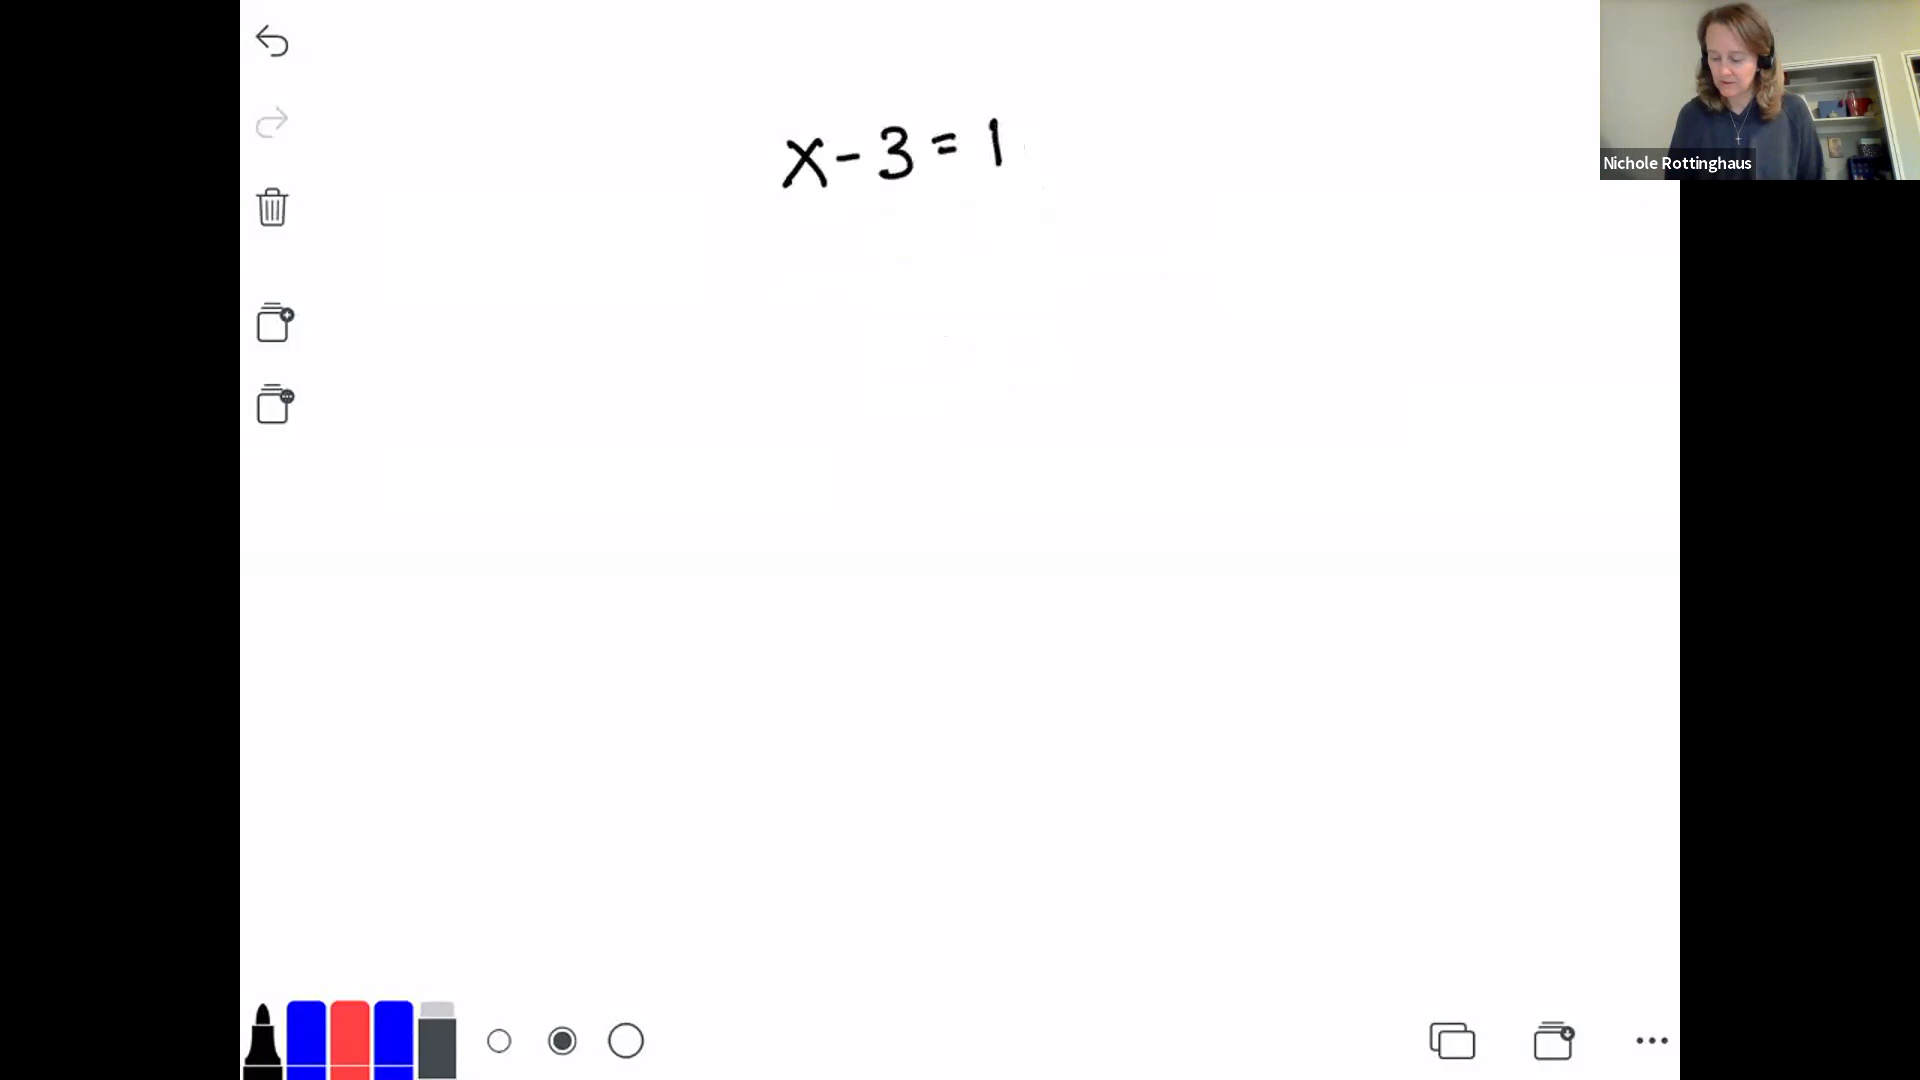 x - 3 = 1
Nichole Rottinghaus